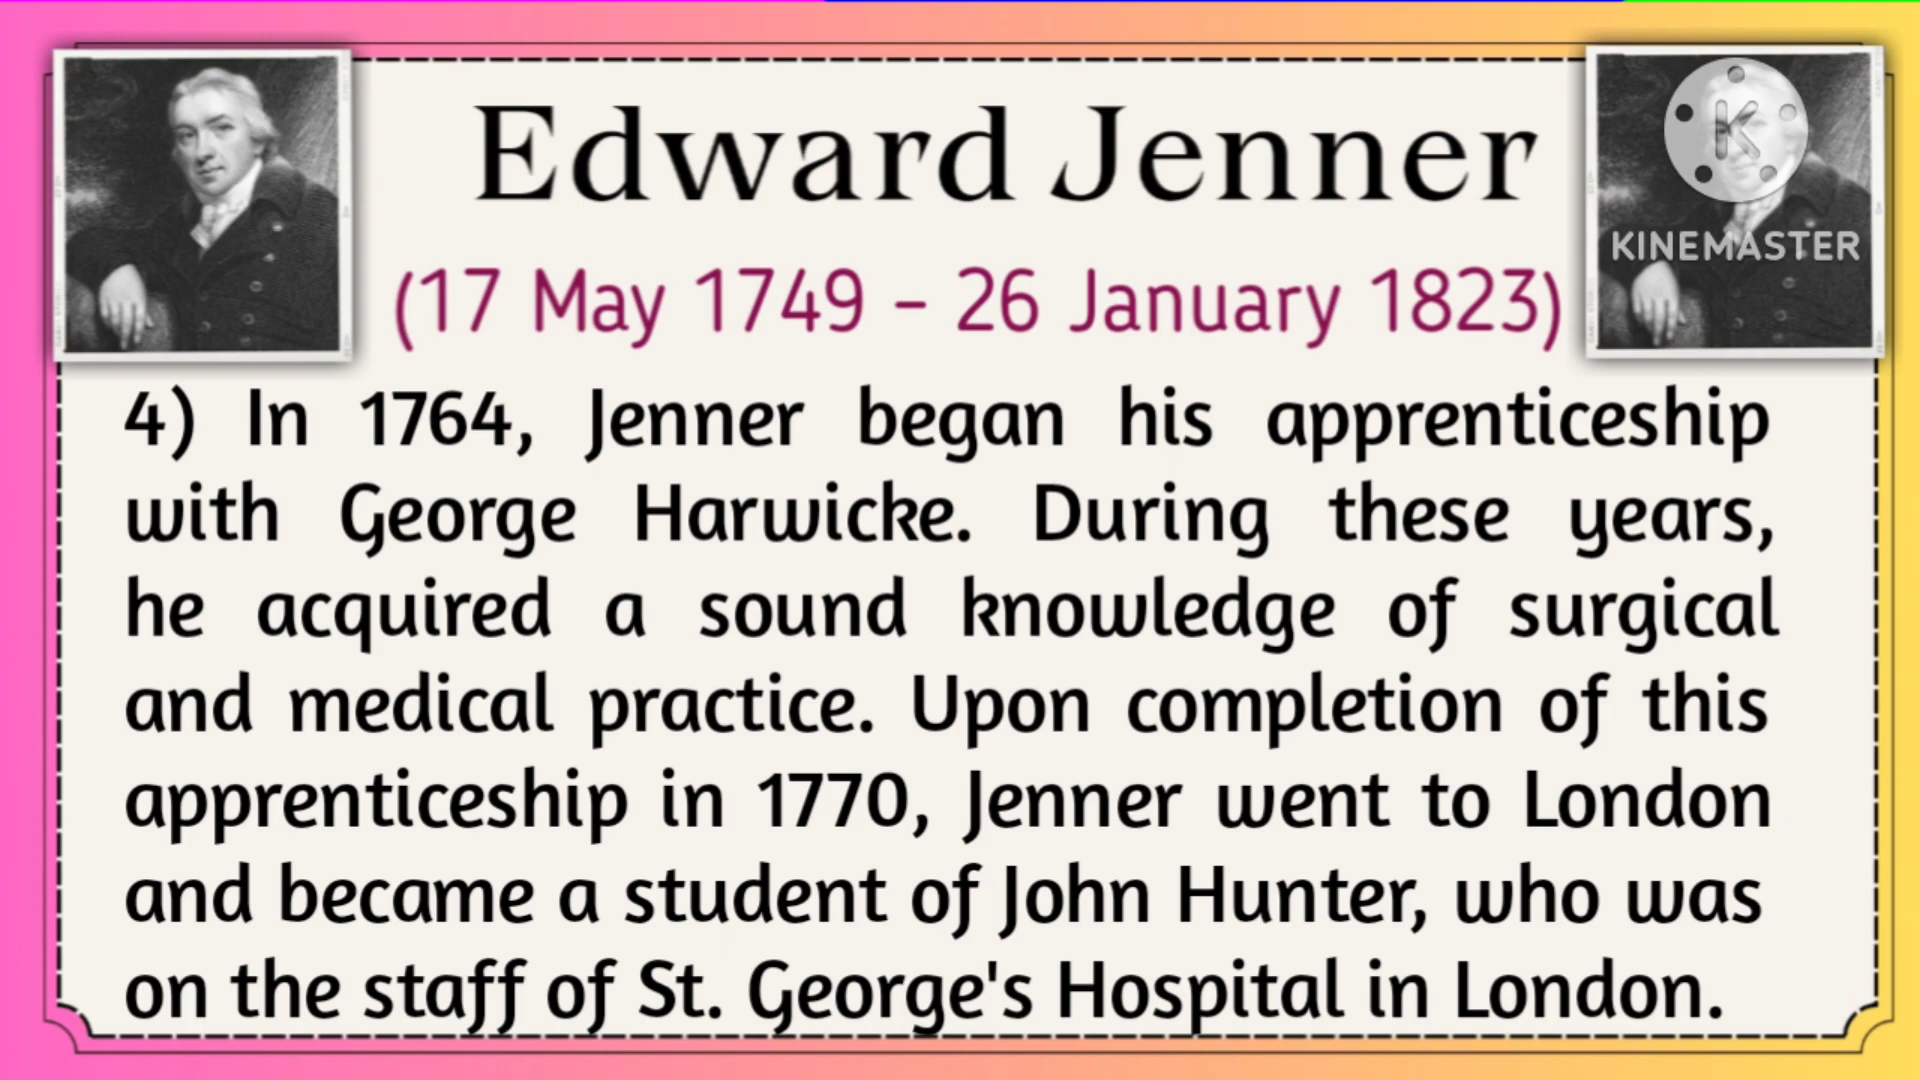 Edward Jenner
(17 May 1749 - 26 January 1823)
K
KINEMASTER
4) In 1764, Jenner began his apprenticeship
with George Harwicke. During these years,
he acquired a sound knowledge of surgical
and medical practice. Upon completion of this
apprenticeship in 1770, Jenner went to London
and became a student of John Hunter, who was
on the staff of St. George's Hospital in London.